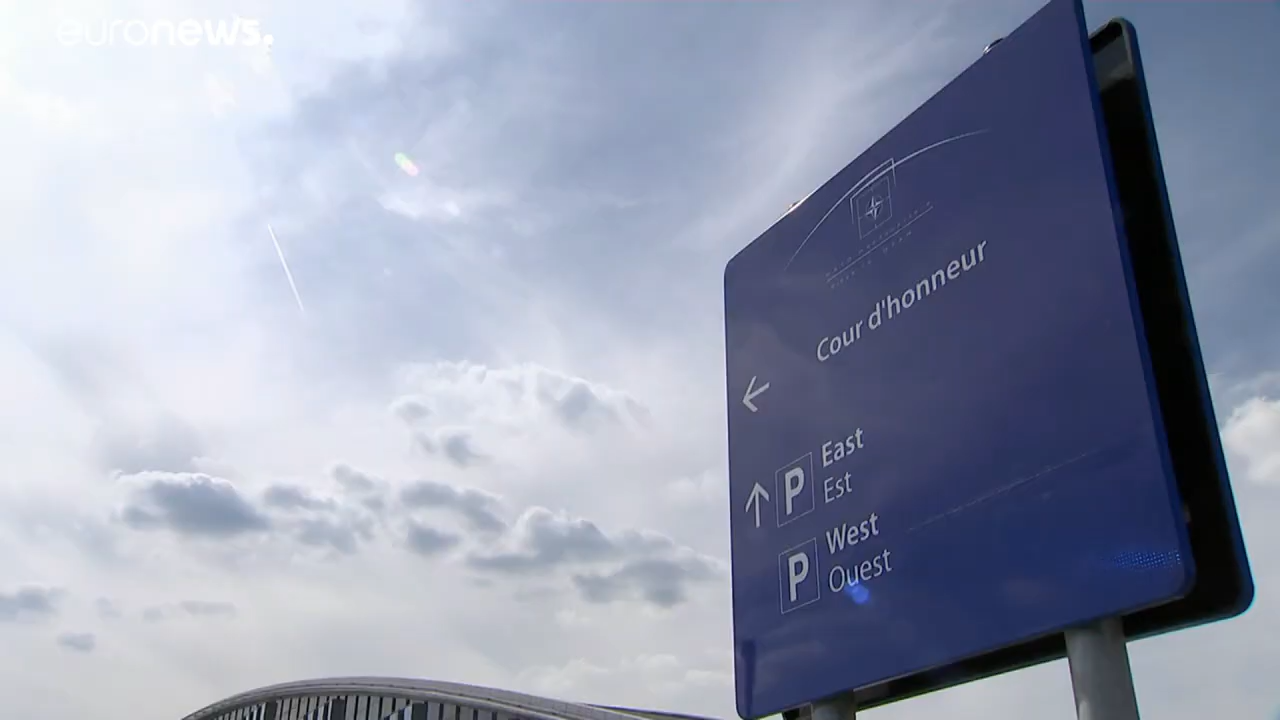 euronews.
Cour d'honneur
P East
Est
P West
Ouest